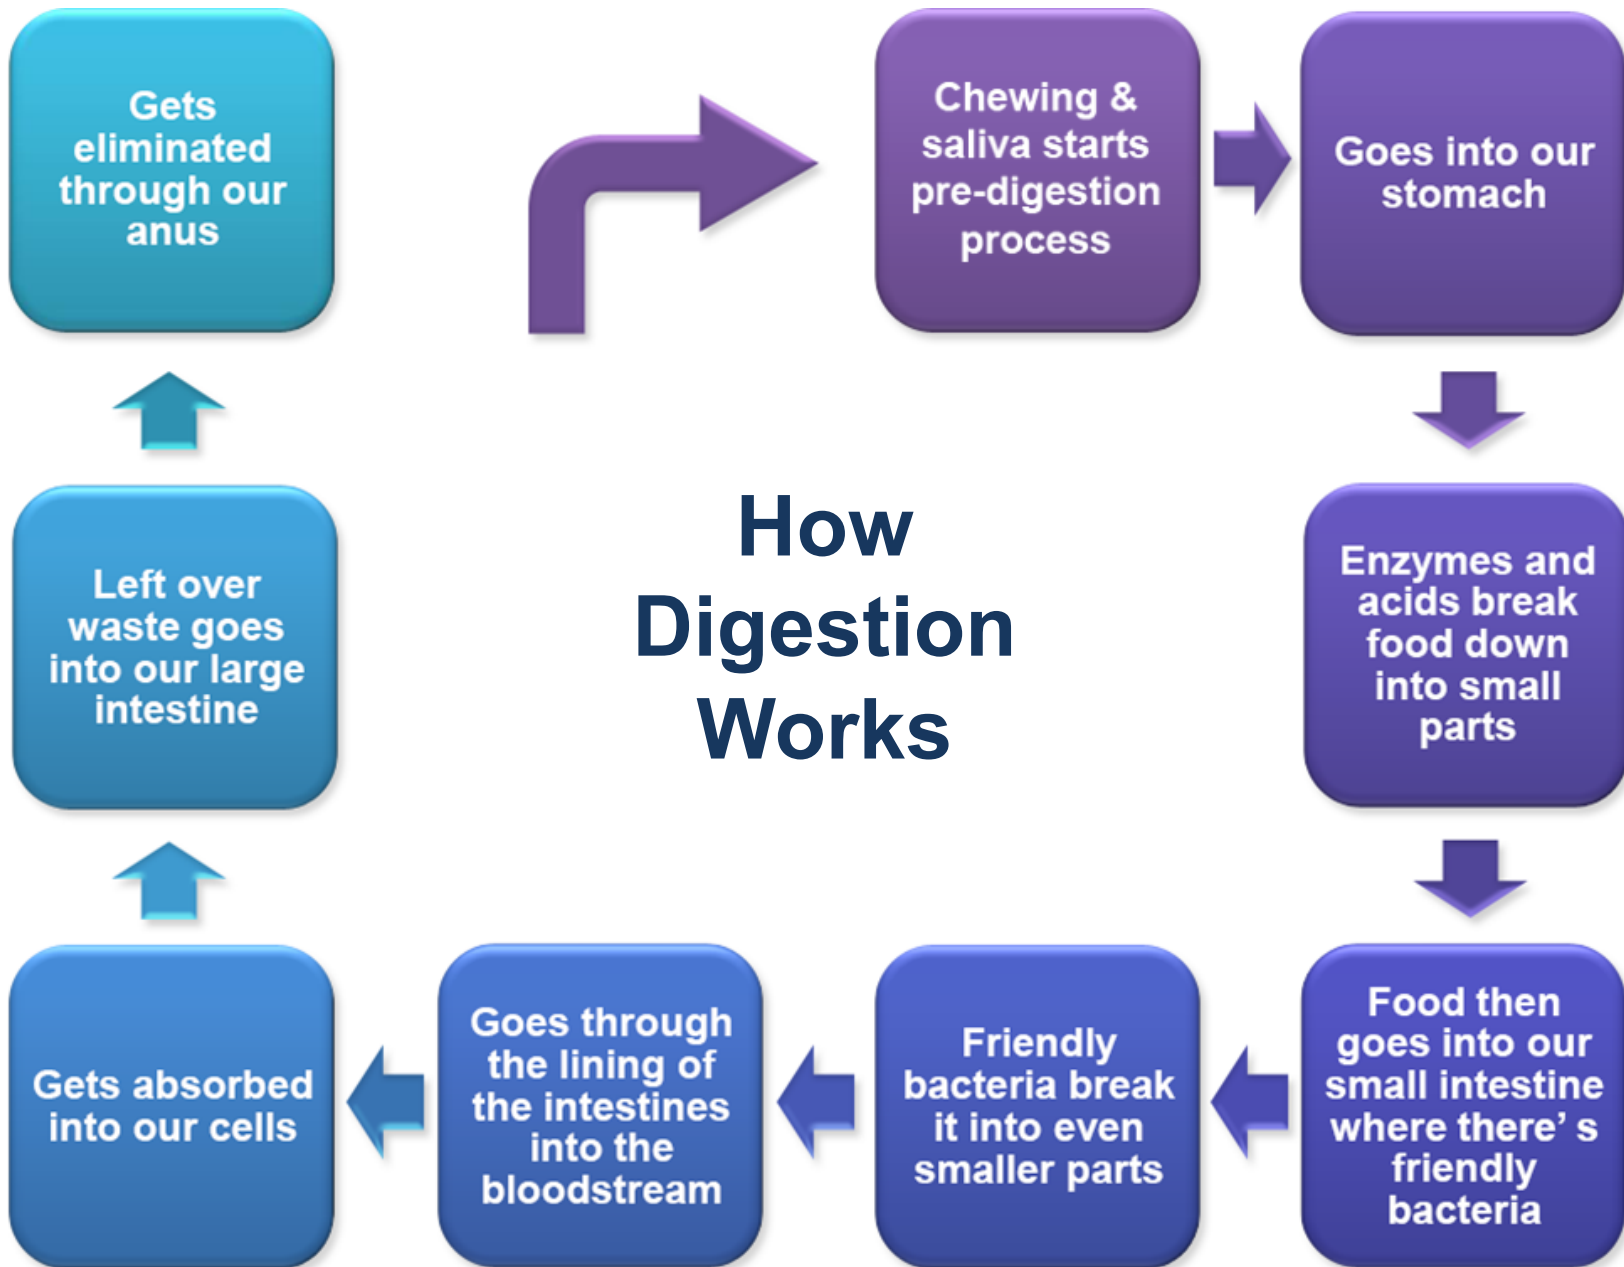 How
Digestion
Works
Chewing &
saliva starts
pre-digestion
process
Goes into our
stomach
Enzymes and
acids break
food down
into small
parts
Food then
goes into our
small intestine
where there’ s
friendly
bacteria
Friendly
bacteria break
it into even
smaller parts
Goes through
the lining of
the intestines
into the
bloodstream
Gets absorbed
into our cells
Left over
waste goes
into our large
intestine
Gets
eliminated
through our
anus